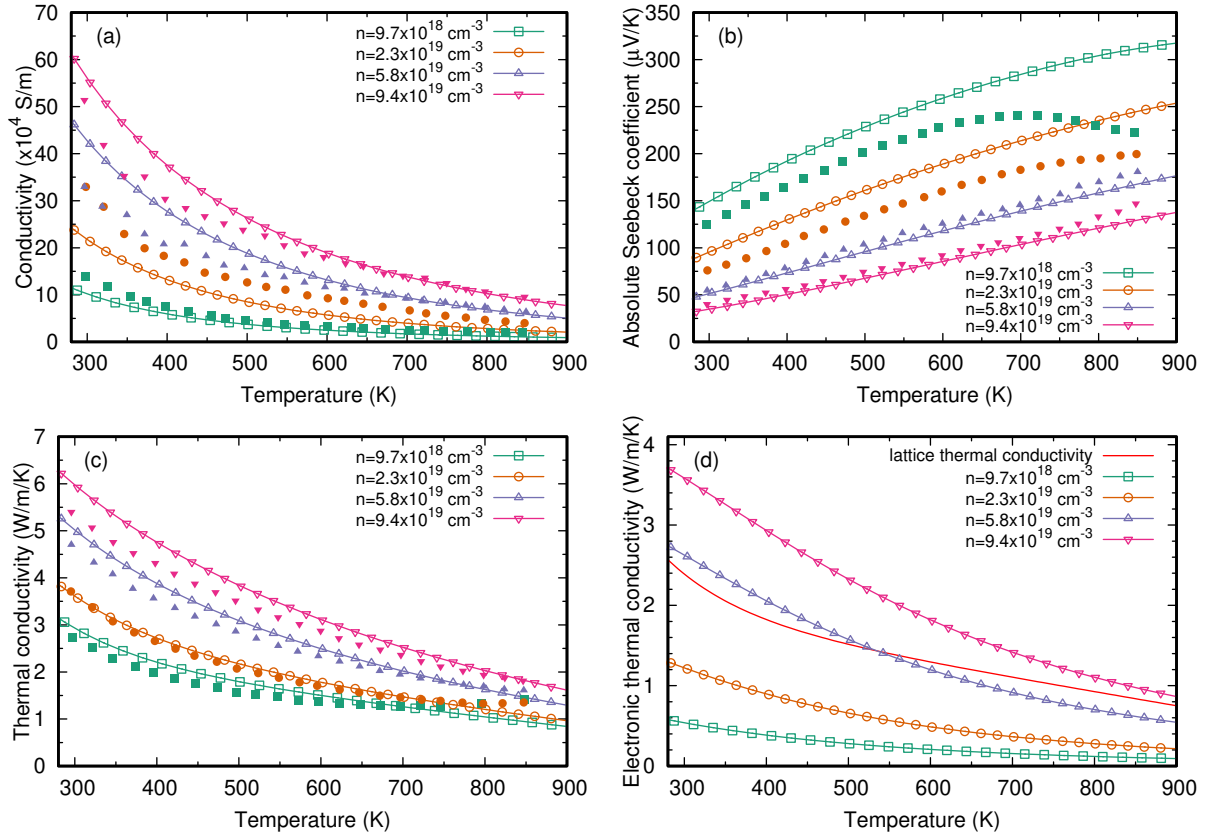 (a)
n=9.7x10^18 cm^-3
n=2.3x10^19 cm^-3
n=5.8x10^19 cm^-3
n=9.4x10^19 cm^-3
70
60
50
40
30
20
10
0
Conductivity (x10^4 S/m)
300 400 500 600 700 800 900
Temperature (K)
(b)
350
300
250
200
150
100
50
0
Absolute Seebeck coefficient (μV/K)
n=9.7x10^18 cm^-3
n=2.3x10^19 cm^-3
n=5.8x10^19 cm^-3
n=9.4x10^19 cm^-3
300 400 500 600 700 800 900
Temperature (K)
(c)
n=9.7x10^18 cm^-3
n=2.3x10^19 cm^-3
n=5.8x10^19 cm^-3
n=9.4x10^19 cm^-3
7
6
5
4
3
2
1
0
Thermal conductivity (W/m/K)
300 400 500 600 700 800 900
Temperature (K)
(d)
lattice thermal conductivity
n=9.7x10^18 cm^-3
n=2.3x10^19 cm^-3
n=5.8x10^19 cm^-3
n=9.4x10^19 cm^-3
4
3
2
1
0
Electronic thermal conductivity (W/m/K)
300 400 500 600 700 800 900
Temperature (K)